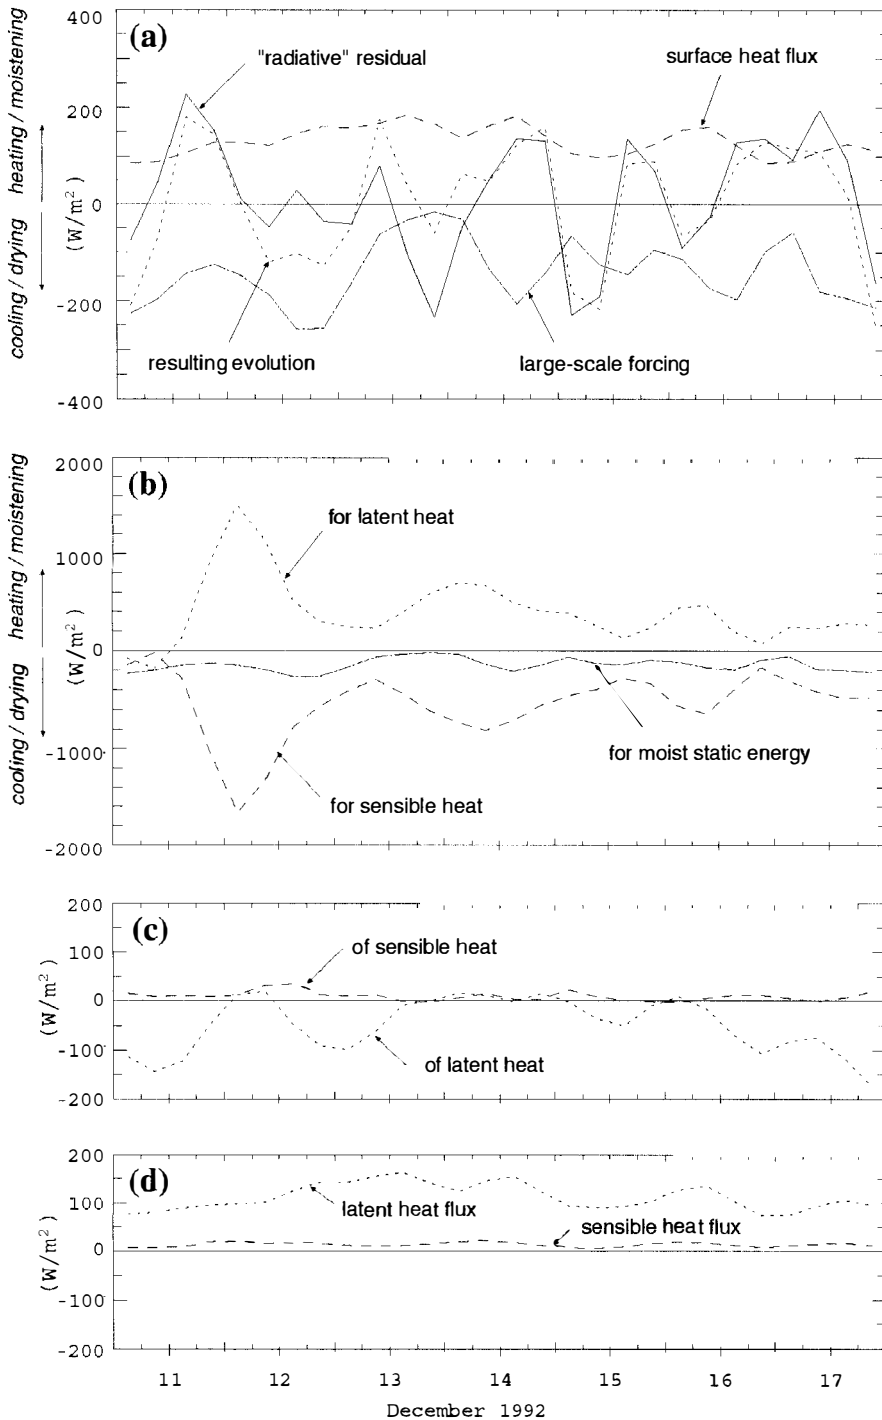 400
(a)
"radiative" residual
surface heat flux
200
0
-200
-400
(W/m²)
cooling / drying heating / moistening
resulting evolution
large-scale forcing
2000
(b)
for latent heat
1000
0
-1000
-2000
(W/m²)
cooling / drying heating / moistening
for moist static energy
for sensible heat
200
(c)
of sensible heat
100
0
-100
-200
(W/m²)
of latent heat
200
(d)
latent heat flux
sensible heat flux
100
0
-100
-200
(W/m²)
11 12 13 14 15 16 17
December 1992